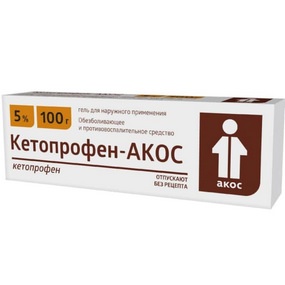 5% 100 г
гель для наружного применения
Обезболивающее
и противовоспалительное средство
Кетопрофен-АКОС
кетопрофен
ОТПУСКАЮТ
БЕЗ РЕЦЕПТА
акос